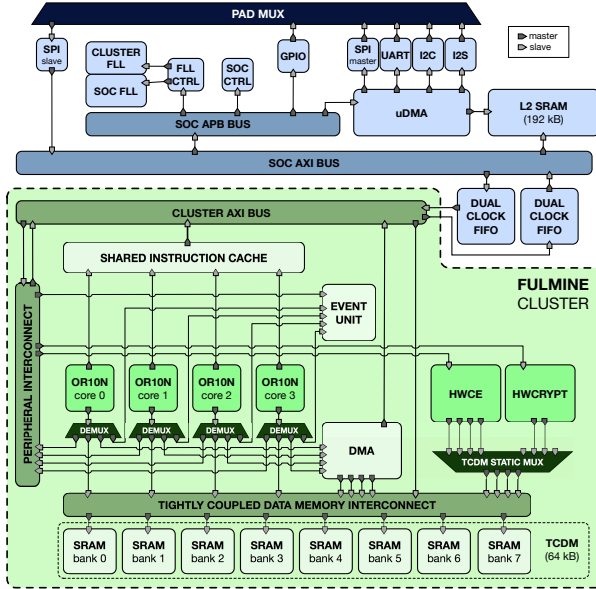 PAD MUX
master
slave
SPI
slave
CLUSTER
FLL
SOC FLL
FLL
CTRL
SOC
CTRL
GPIO
SPI
master
UART
I2C
I2S
SOC APB BUS
uDMA
L2 SRAM
(192 kB)
SOC AXI BUS
DUAL
CLOCK
FIFO
DUAL
CLOCK
FIFO
CLUSTER AXI BUS
SHARED INSTRUCTION CACHE
FULMINE
CLUSTER
PERIPHERAL INTERCONNECT
EVENT
UNIT
OR10N
core 0
OR10N
core 1
OR10N
core 2
OR10N
core 3
HWCE
HWCRYPT
DEMUX
DEMUX
DEMUX
DEMUX
DMA
TCDM STATIC MUX
TIGHTLY COUPLED DATA MEMORY INTERCONNECT
SRAM
bank 0
SRAM
bank 1
SRAM
bank 2
SRAM
bank 3
SRAM
bank 4
SRAM
bank 5
SRAM
bank 6
SRAM
bank 7
TCDM
(64 kB)